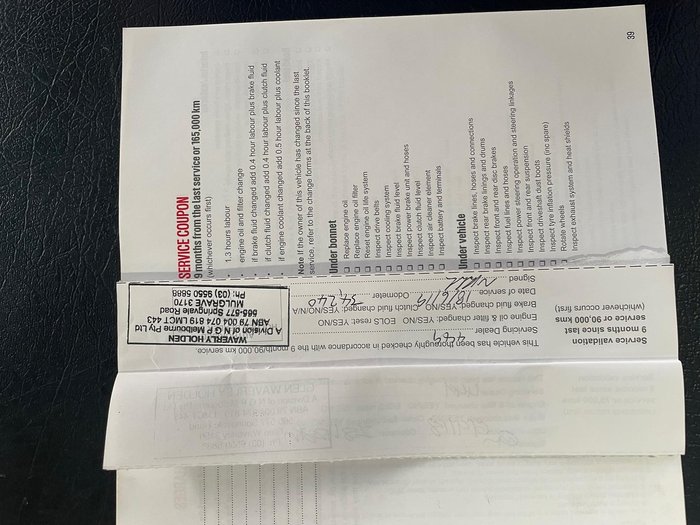 39
SERVICE COUPON
9 months from the last service or 165,000 km
(whichever occurs first)
• 1.3 hours labour
• engine oil and filter change
• if brake fluid changed add 0.4 hour labour plus brake fluid
• if clutch fluid changed add 0.4 hour labour plus clutch fluid
• if engine coolant changed add 0.5 hour labour plus coolant
Note If the owner of this vehicle has changed since the last
service, refer to the change forms at the back of this booklet.
Under bonnet
Replace engine oil
Replace engine oil filter
Reset engine oil life system
Inspect drive belts
Inspect cooling system
Inspect brake fluid level
Inspect power brake unit and hoses
Inspect clutch fluid level
Inspect air cleaner element
Inspect battery and terminals
Under vehicle
Inspect brake lines, hoses and connections
Inspect rear brake linings and drums
Inspect front and rear disc brakes
Inspect fuel lines and hoses
Inspect power steering operation and steering linkages
Inspect front and rear suspension
Inspect driveshaft dust boots
Inspect tyre inflation pressure (inc spare)
Rotate wheels
Inspect exhaust system and heat shields
Service validation
9 months since last
service or 90,000 kms
(whichever occurs first)
This vehicles has been thoroughly checked in accordance with the 9 month/90,000 km service.
Servicing Dealer
Engine oil & filter changed YES/NO EOLS reset YES/NO
Brake fluid changed YES/NO Clutch fluid changed YES/NO/N/A
Date of service 18/6/19 Odometer 74,240
Signed
WAVERLY HOLDEN
A Division of G P Melbourne Pty Ltd
ABN 79 004 074 819 LMCT 443
565-577 Springvale Road
MULGRAVE 3170
Ph: (03) 9566 5888